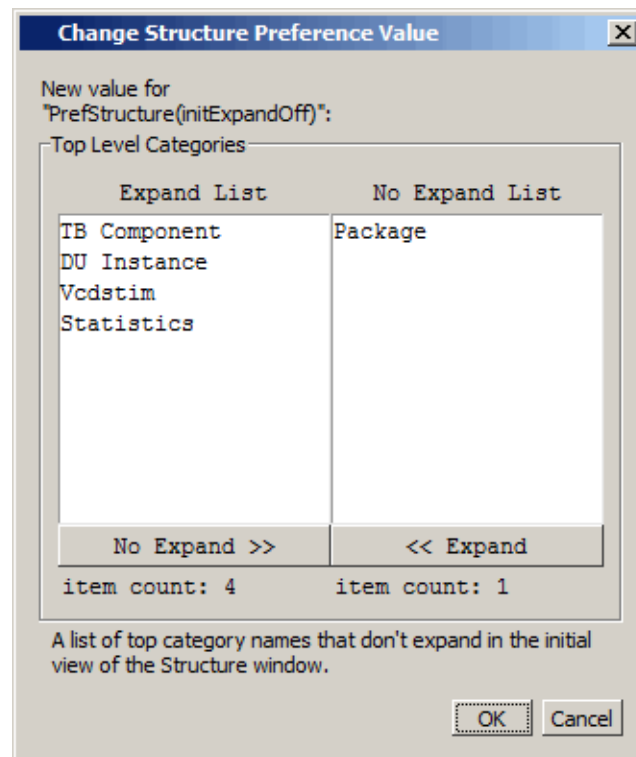 Change Structure Preference Value
New value for
"PrefStructure(initExpandOff)":
Top Level Categories
Expand List No Expand List
TB Component Package
DU Instance
Vcdstim
Statistics
No Expand >> << Expand
item count: 4 item count: 1
A list of top category names that don't expand in the initial
view of the Structure window.
OK Cancel